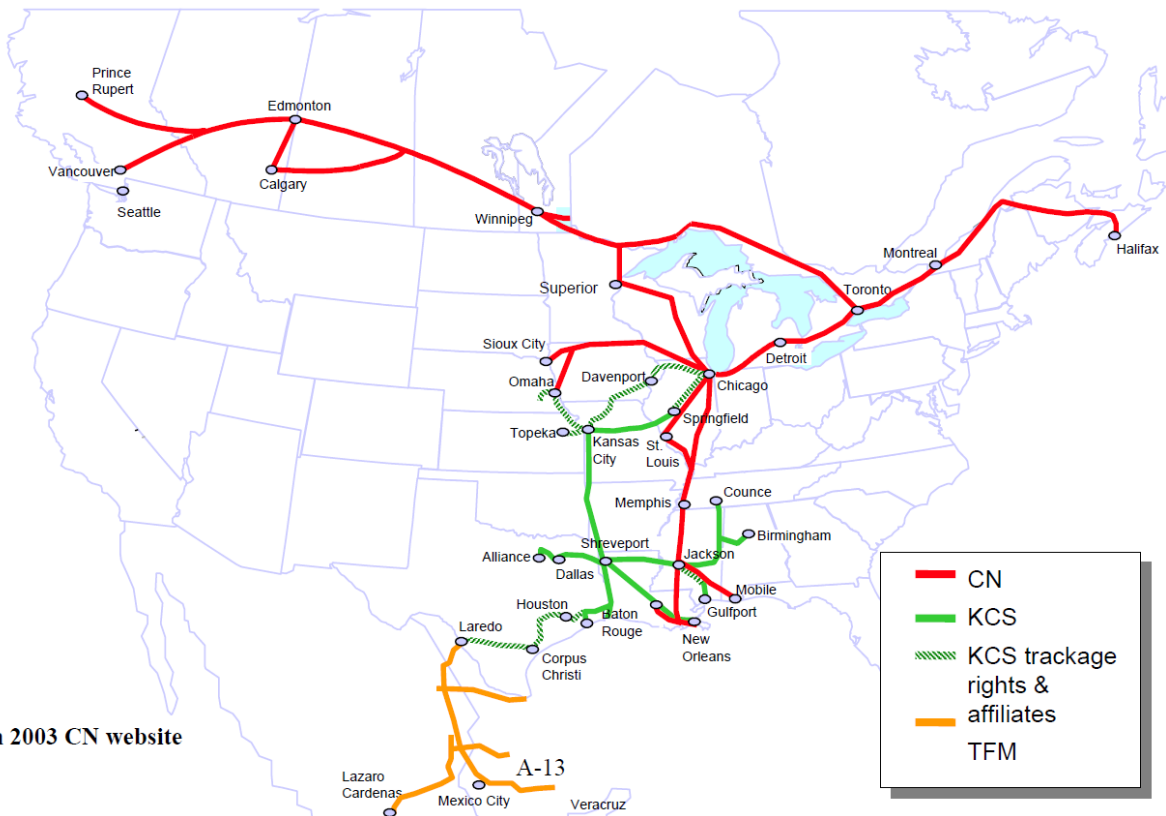 Prince
Rupert
Edmonton
Vancouver
Calgary
Seattle
Winnipeg
Halifax
Montreal
Superior
Toronto
Sioux City
Detroit
Davenport
Omaha
Chicago
Springfield
Topeka
Kansas
City
St.
Louis
Memphis
Counce
Birmingham
Shreveport
Alliance
Dallas
Jackson
Mobile
Gulfport
Houston
Baton
Rouge
Laredo
New
Orleans
Corpus
Christi
2003 CN website
A-13
Lazaro
Cardenas
Mexico City
Veracruz
CN
KCS
KCS trackage
rights &
affiliates
TFM